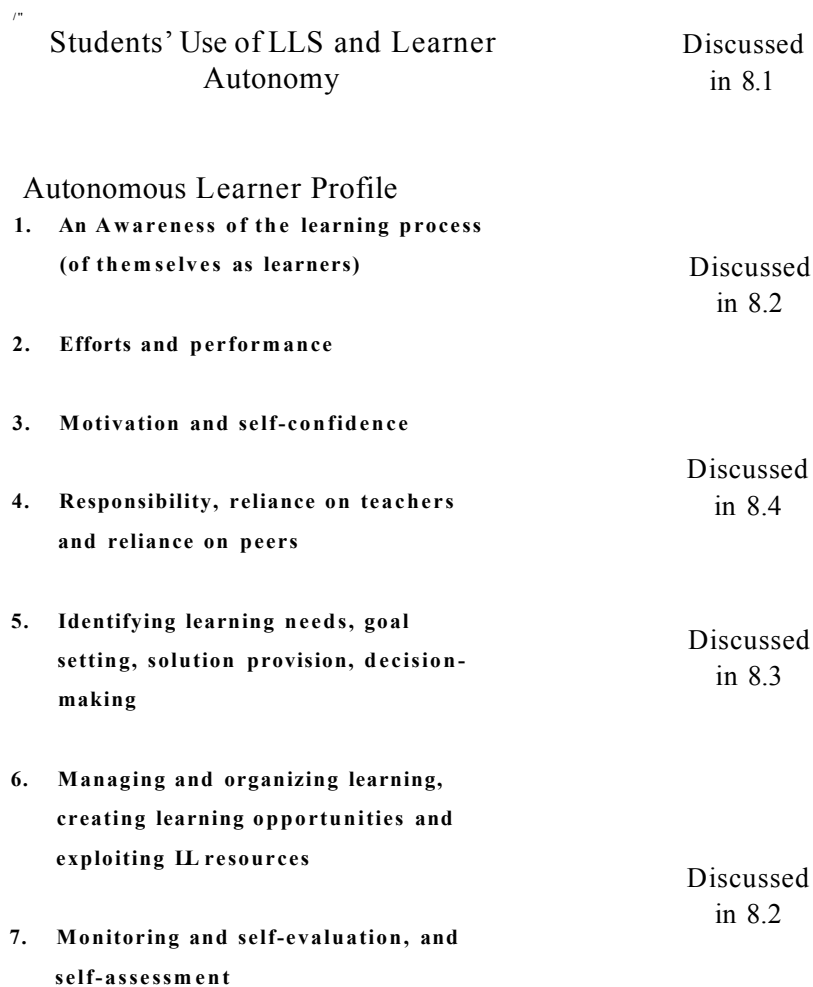 Students’ Use of LLS and Learner
Autonomy
Discussed
in 8.1
Autonomous Learner Profile
1. An Awareness of the learning process
(of themselves as learners)
Discussed
in 8.2
2. Efforts and performance
3. Motivation and self-confidence
Discussed
in 8.4
4. Responsibility, reliance on teachers
and reliance on peers
5. Identifying learning needs, goal
setting, solution provision, decision-
making
Discussed
in 8.3
6. Managing and organizing learning,
creating learning opportunities and
exploiting IL resources
Discussed
in 8.2
7. Monitoring and self-evaluation, and
self-assessment